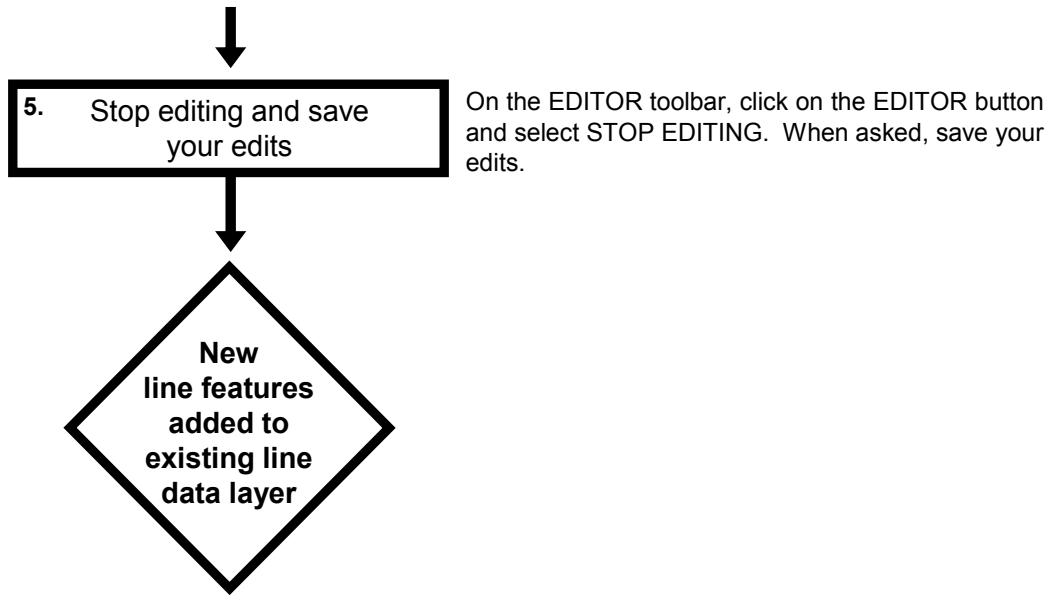 5. Stop editing and save
your edits
On the EDITOR toolbar, click on the EDITOR button
and select STOP EDITING. When asked, save your
edits.
New
line features
added to
existing line
data layer